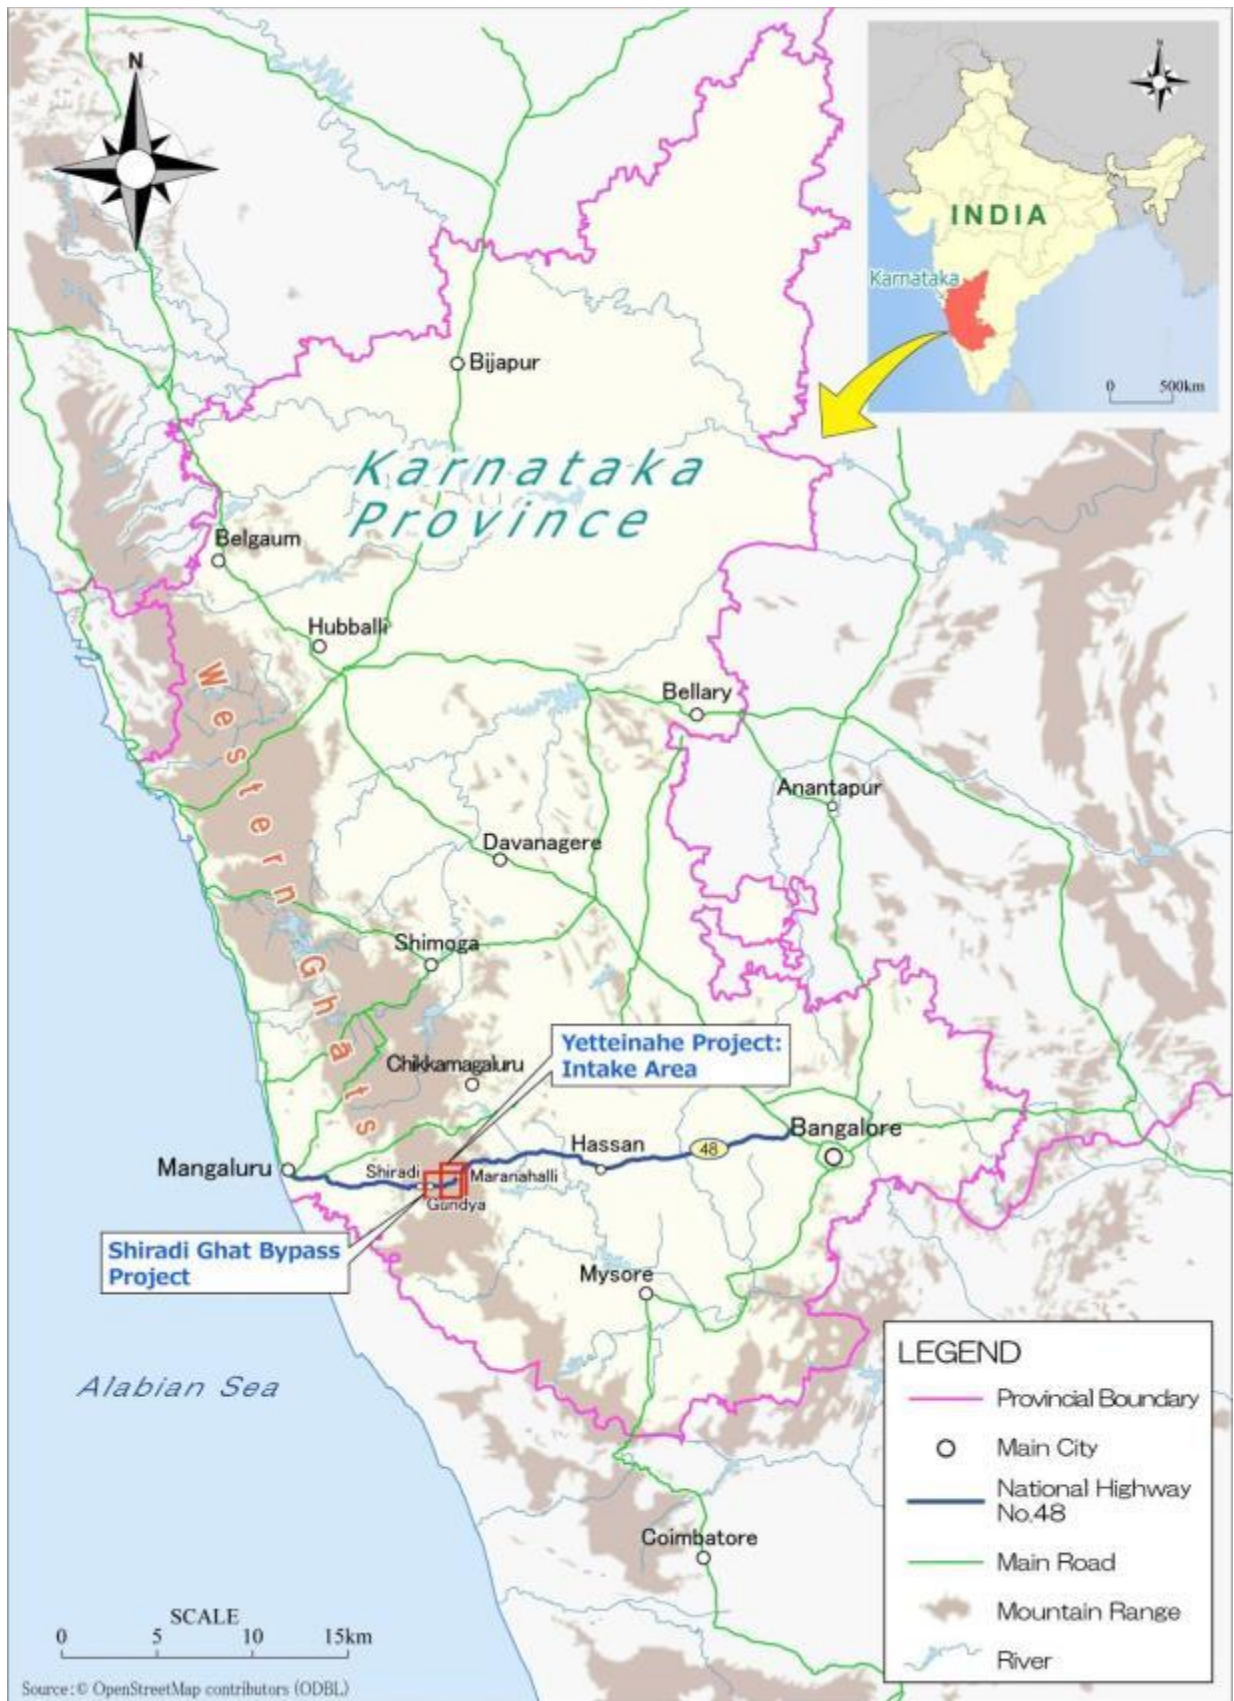 N
N
INDIA
Karnataka
0 500km
Bijapur
Karnataka
Province
Belgaum
Hubballi
Western Ghats
Bellary
Anantapur
Davanagere
Shimoga
Yetteinahe Project:
Intake Area
Chikkamagaluru
Bangalore
Hassan
48
Mangaluru
Shiradi
Maranahalli
Gundya
Shiradi Ghat Bypass
Project
Mysore
Alabian Sea
Coimbatore
LEGEND
Provincial Boundary
Main City
National Highway
No.48
Main Road
Mountain Range
River
SCALE
0 5 10 15km
Source:© OpenStreetMap contributors (ODBL)